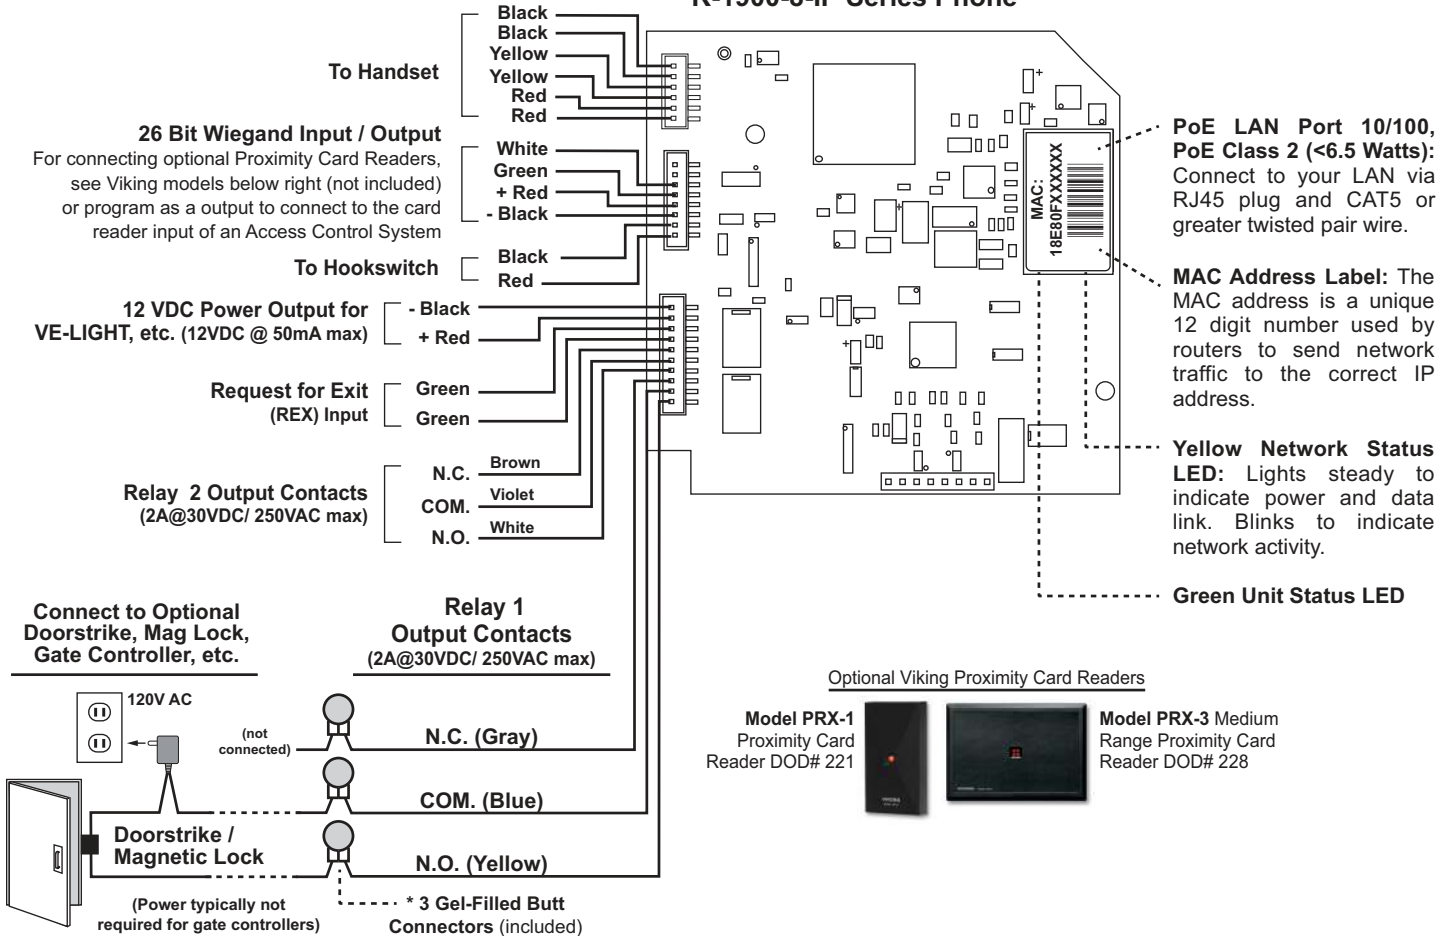 K-1900-8-IP Series Phone
Black
Black
Yellow
Yellow
Red
Red
To Handset
26 Bit Wiegand Input / Output
For connecting optional Proximity Card Readers,
see Viking models below right (not included)
or program as a output to connect to the card
reader input of an Access Control System
White
Green
+ Red
- Black
To Hookswitch
Black
Red
12 VDC Power Output for
VE-LIGHT, etc. (12VDC @ 50mA max)
- Black
+ Red
Request for Exit
(REX) Input
Green
Green
Relay 2 Output Contacts
(2A@30VDC/ 250VAC max)
N.C. Brown
COM. Violet
N.O. White
MAC:
18E80FXXXXXX
PoE LAN Port 10/100,
PoE Class 2 (<6.5 Watts):
Connect to your LAN via
RJ45 plug and CAT5 or
greater twisted pair wire.
MAC Address Label: The
MAC address is a unique
12 digit number used by
routers to send network
traffic to the correct IP
address.
Yellow Network Status
LED: Lights steady to
indicate power and data
link. Blinks to indicate
network activity.
Green Unit Status LED
Connect to Optional
Doorstrike, Mag Lock,
Gate Controller, etc.
Relay 1
Output Contacts
(2A@30VDC/ 250VAC max)
120V AC
(not
connected)
N.C. (Gray)
COM. (Blue)
N.O. (Yellow)
Doorstrike /
Magnetic Lock
(Power typically not
required for gate controllers)
* 3 Gel-Filled Butt
Connectors (included)
Optional Viking Proximity Card Readers
Model PRX-1
Proximity Card
Reader DOD# 221
Model PRX-3 Medium
Range Proximity Card
Reader DOD# 228